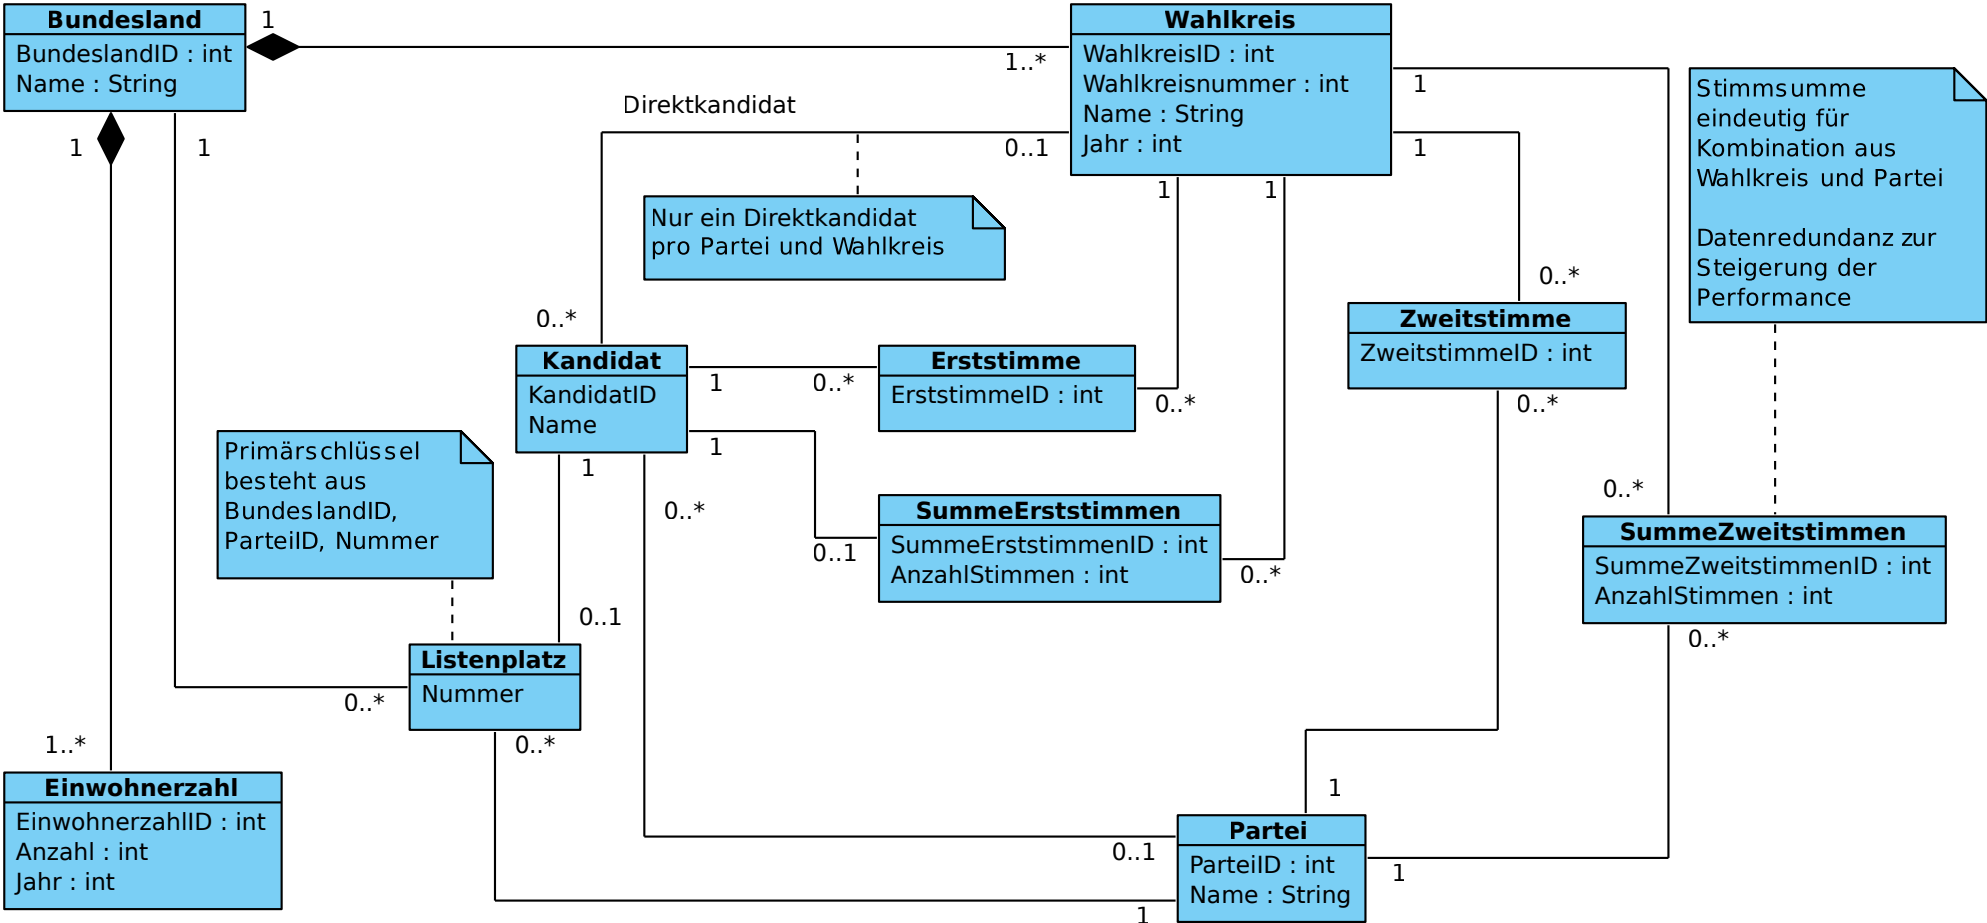 Bundesland
BundeslandID : int
Name : String
1
1..*
Wahlkreis
WahlkreisID : int
Wahlkreisnummer : int
Name : String
Jahr : int
1
1
Direktkandidat
0..1
1
1
1
1
Stimmsumme
eindeutig für
Kombination aus
Wahlkreis und Partei
Datenredundanz zur
Steigerung der
Performance
Nur ein Direktkandidat
pro Partei und Wahlkreis
0..*
0..*
Zweitstimme
ZweitstimmeID : int
0..*
Kandidat
KandidatID
Name
1
0..*
Erststimme
ErststimmeID : int
0..*
1
1
0..*
Primärschlüssel
besteht aus
BundeslandID,
ParteiID, Nummer
SummeErststimmen
SummeErststimmenID : int
AnzahlStimmen : int
0..1
0..*
0..*
SummeZweitstimmen
SummeZweitstimmenID : int
AnzahlStimmen : int
0..*
0..1
Listenplatz
Nummer
0..*
0..*
1..*
Einwohnerzahl
EinwohnerzahlID : int
Anzahl : int
Jahr : int
1
Partei
ParteiID : int
Name : String
0..1
1
1